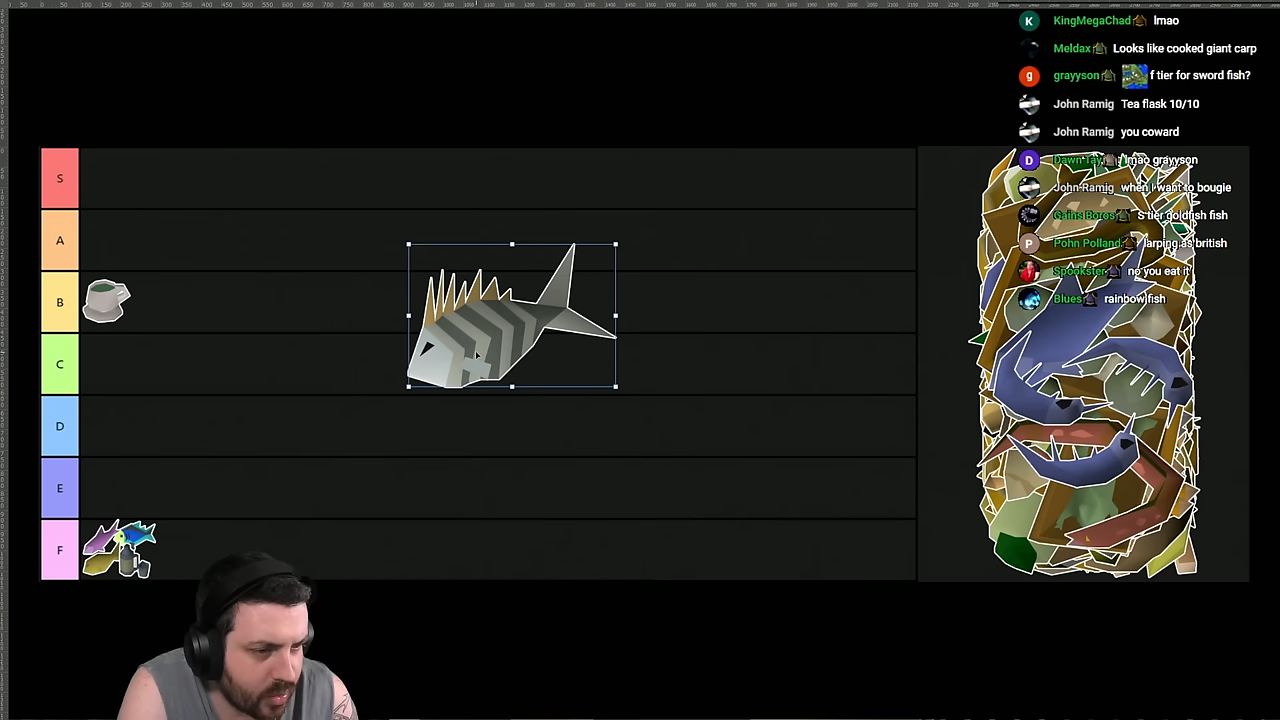 K KingMegaChad lmao
Meldax Looks like cooked giant carp
g grayyson f tier for sword fish?
John Ramig Tea flask 10/10
John Ramig you coward
D Dawn Tay lmao grayyson
John Ramig when I want to bougie
Gains Boros S tier goldfish fish
P Pohn Polland larping as british
Spookster no you eat it
Blues rainbow fish
S
A
B
C
D
E
F